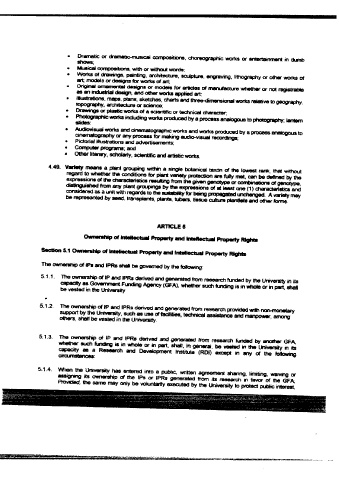 • Dramatic or dramatic-musical compositions, choreographic works or entertainment in dumb
shows;
• Musical compositions, with or without words;
• Works of drawings, painting, architecture, sculpture, engraving, lithography or other works of
art; models or designs for works of art;
• Original ornamental designs or models for articles of manufacture whether or not registrable
as an industrial design, and other works applied art;
• Illustrations, maps, plans, sketches, charts and three-dimensional works relative to geography,
topography, architecture or science;
• Drawings or plastic works of a scientific or technical character;
• Photographic works including works produced by a process analogous to photography; lantern
slides;
• Audiovisual works and cinematographic works and works produced by a process analogous to
cinematography or any process for making audio-visual recordings;
• Pictorial illustrations and advertisements;
• Computer programs; and
• Other literary, scholarly, scientific and artistic works.
Variety means a plant grouping within a single botanical taxon of the lowest rank, that without
regard to whether the conditions for plant variety protection are fully met, can be defined by the
expressions of the characteristics resulting from the given genotype or combinations of genotype,
distinguished from any plant groupings by the expressions of at least one (1) characteristics and
considered as a unit with regards to the suitability for being propagated unchanged. A variety may
be represented by seed, transplants, plants, tubers, tissue culture plantlets and other forms.
ARTICLE 5
Ownership of Intellectual Property and Intellectual Property Rights
Section 5.1 Ownership of Intellectual Property and Intellectual Property Rights
The ownership of IPs and IPRs shall be governed by the following:
5.1.1. The ownership of IP and IPRs derived and generated from research funded by the University in its
capacity as Government Funding Agency (GFA), whether such funding is in whole or in part, shall
be vested in the University
5.1.2. The ownership of IP and IPRs derived and generated from research provided with non-monetary
support by the University, such as use of facilities, technical assistance and manpower, among
others, shall be vested in the University.
5.1.3. The ownership of IP and IPRs derived and generated from research funded by another GFA,
whether such funding is in whole or in part, shall, in general, be vested in the University in its
capacity as a Research and Development Institute (RDI) except in any of the following
circumstances:
5.1.4. When the University has entered into a public, written agreement sharing, limiting, waiving or
assigning its ownership of the IPs or IPRs generated from its research in favor of the GFA.
Provided, the same may only be voluntarily executed by the University to protect public interest,